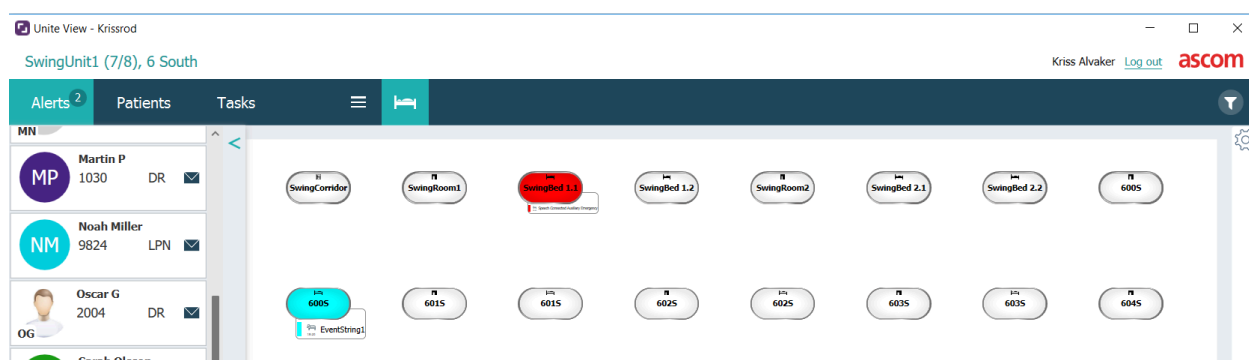 Unite View - Krissrod
SwingUnit1 (7/8), 6 South
Kriss Alvaker Log out ascom
Alerts 2 Patients Tasks
MN
<
Martin P
MP 1030 DR
Noah Miller
NM 9824 LPN
Oscar G
2004 DR
OG
SwingCorridor SwingRoom1 SwingBed 1.1 SwingBed 1.2 SwingRoom2 SwingBed 2.1 SwingBed 2.2 600S
600S 601S 601S 602S 602S 603S 603S 604S
EventString1